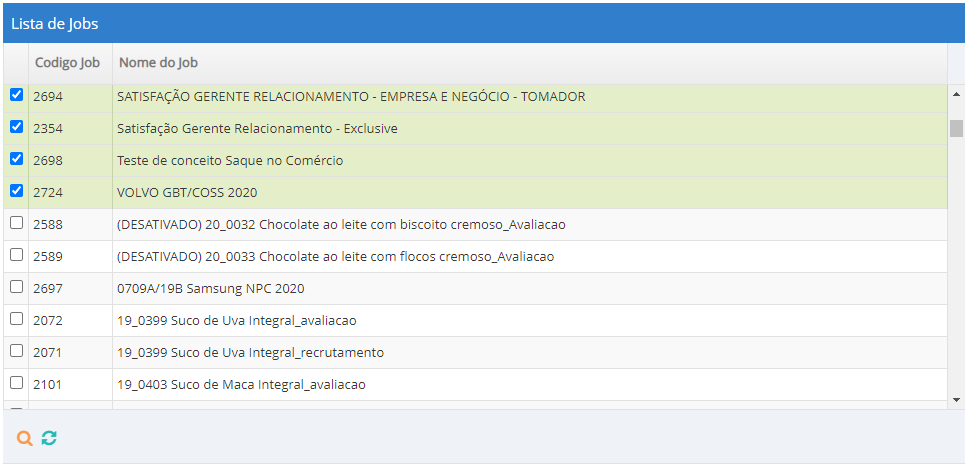 Lista de Jobs
Codigo Job Nome do Job
2694 SATISFAÇÃO GERENTE RELACIONAMENTO - EMPRESA E NEGÓCIO - TOMADOR
2354 Satisfação Gerente Relacionamento - Exclusive
2698 Teste de conceito Saque no Comércio
2724 VOLVO GBT/COSS 2020
2588 (DESATIVADO) 20_0032 Chocolate ao leite com biscoito cremoso_Avaliacao
2589 (DESATIVADO) 20_0033 Chocolate ao leite com flocos cremoso_Avaliacao
2697 0709A/19B Samsung NPC 2020
2072 19_0399 Suco de Uva Integral_avaliacao
2071 19_0399 Suco de Uva Integral_recrutamento
2101 19_0403 Suco de Maca Integral_avaliacao